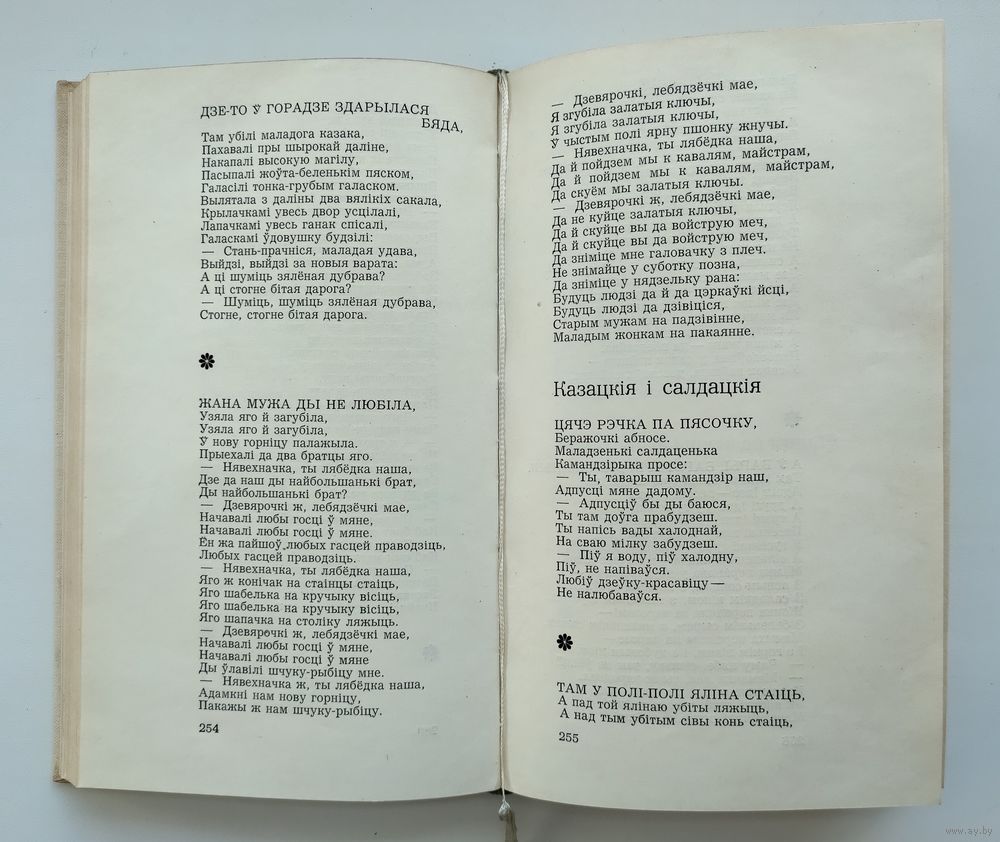 ДЗЕ-ТО Ў ГОРАДЗЕ ЗДАРЫЛАСЯ
БЯДА,
Там убілі маладога казака,
Пахавалі пры шырокай даліне,
Накапалі высокую магілу,
Пасыпалі жоўта-беленькім пяском,
Галасілі тонка-грубым галаском.
Вылятала з даліны два вялікіх сакала,
Крылачкамі увесь двор усцілалі,
Лапачкамі увесь ганак спісалі,
Галаскамі ўдовушку будзілі:
— Стань-прачніся, маладая удава,
Выйдзі, выйдзі за новыя варата:
А ці шуміць зялёная дубрава?
А ці стогне бітая дарога?
— Шуміць, шуміць зялёная дубрава,
Стогне, стогне бітая дарога.
ЖАНА МУЖА ДЫ НЕ ЛЮБІЛА,
Узяла яго й загубіла,
Узяла яго й загубіла,
Ў нову горніцу палажыла.
Прыехалі да два братцы яго.
— Нявехначка, ты лябёдка наша,
Дзе да наш ды найбольшанькі брат,
Ды найбольшанькі брат?
— Дзевярочкі ж, лебядзёчкі мае,
Начавалі любы госці ў мяне,
Начавалі любы госці ў мяне.
Ён жа пайшоў любых гасцей праводзіць,
Любых гасцей праводзіць.
— Нявехначка, ты лябёдка наша,
Яго ж конічак на стаінцы стаіць,
Яго шабелька на кручыку вісіць,
Яго шабелька на кручыку вісіць,
Яго шапачка на століку ляжыць.
— Дзевярочкі ж, лебядзёчкі мае,
Начавалі любы госці ў мяне,
Начавалі любы госці ў мяне
Ды ўлавілі шчуку-рыбіцу мне.
— Нявехначка ж, ты лябёдка наша,
Адамкні нам нову горніцу,
Пакажы ж нам шчуку-рыбіцу.
254
— Дзевярочкі, лебядзёчкі мае,
Я згубіла залатыя ключы,
Я згубіла залатыя ключы,
Ў чыстым полі ярну пшонку жнучы.
— Нявехначка, ты лябёдка наша,
Да й пойдзем мы к кавалям, майстрам,
Да й пойдзем мы к кавалям, майстрам,
Да скуём мы залатыя ключы.
— Дзевярочкі ж, лебядзёчкі мае,
Да не куйце залатыя ключы,
Да й скуйце вы да войструю меч,
Да й скуйце вы да войструю меч,
Да зніміце мне галовачку з плеч.
Не знімайце у суботку позна,
Да зніміце у нядзельку рана:
Будуць людзі да й да цэркаўкі йсці,
Будуць людзі да дзівіціся,
Старым мужам на падзівінне,
Маладым жонкам на пакаянне.
Казацкія і салдацкія
ЦЯЧЭ РЭЧКА ПА ПЯСОЧКУ,
Беражочкі абносе.
Маладзенькі салдаценька
Камандзірыка просе:
— Ты, таварыш камандзір наш,
Адпусці мяне дадому.
— Адпусціў бы ды баюся,
Ты там доўга прабудзеш.
Ты напісь вады халоднай,
На сваю мілку забудзеш.
— Піў я воду, піў халодну,
Піў, не напіваўся.
Любіў дзеўку-красавіцу —
Не налюбаваўся.
ТАМ У ПОЛІ-ПОЛІ ЯЛІНА СТАІЦЬ,
А пад той ялінаю убіты ляжыць,
А над тым убітым сівы конь стаіць,
255
www.ay.by